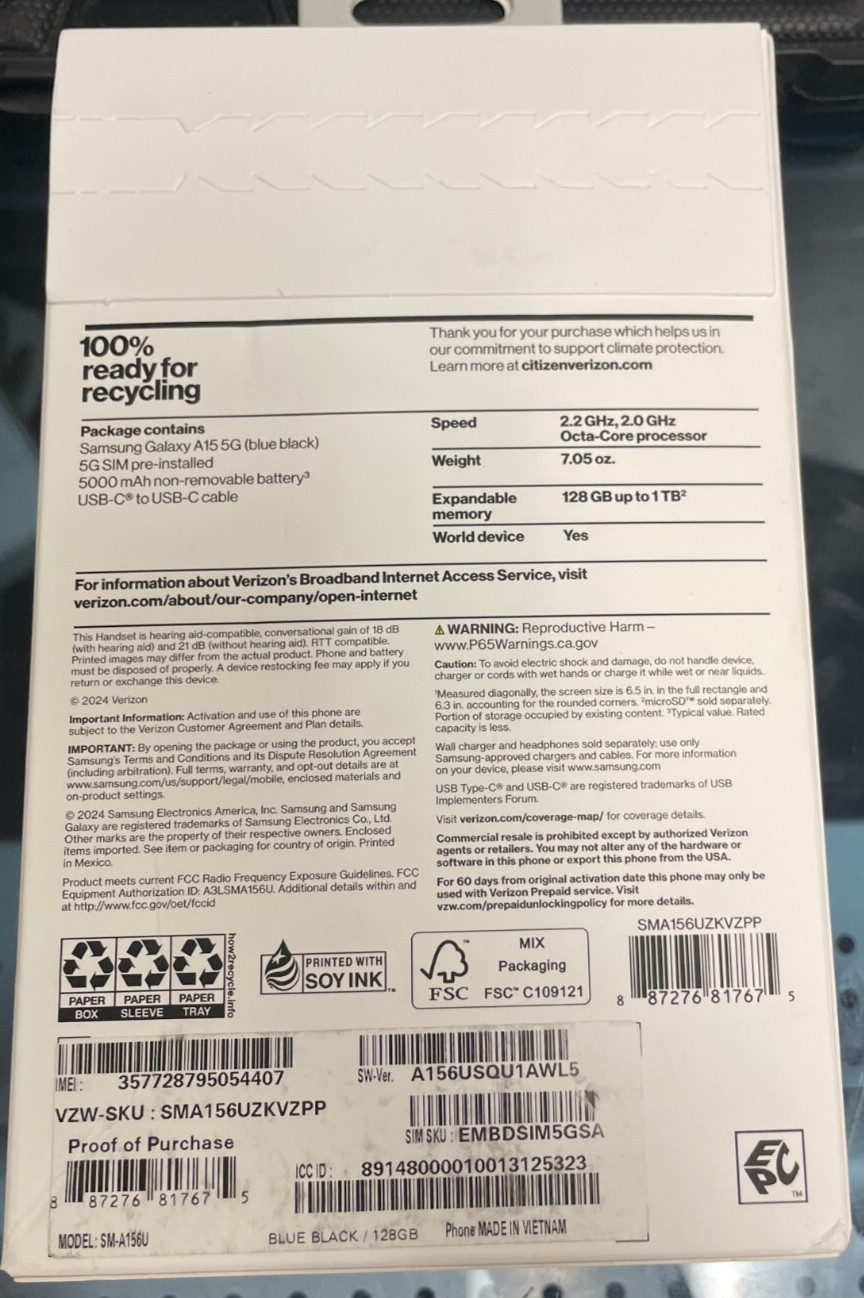 100%
ready for
recycling
Thank you for your purchase which helps us in
our commitment to support climate protection.
Learn more at citizenverizon.com
Package contains
Samsung Galaxy A15 5G (blue black)
5G SIM pre-installed
5000 mAh non-removable battery³
USB-C® to USB-C cable
Speed 2.2 GHz, 2.0 GHz
Octa-Core processor
Weight 7.05 oz.
Expandable 128 GB up to 1 TB²
memory
World device Yes
For information about Verizon's Broadband Internet Access Service, visit
verizon.com/about/our-company/open-internet
This Handset is hearing aid-compatible, conversational gain of 18 dB
(with hearing aid) and 21 dB (without hearing aid). RTT compatible.
Printed images may differ from the actual product. Phone and battery
must be disposed of properly. A device restocking fee may apply if you
return or exchange this device.
© 2024 Verizon
Important Information: Activation and use of this phone are
subject to the Verizon Customer Agreement and Plan details.
IMPORTANT: By opening the package or using the product, you accept
Samsung's Terms and Conditions and its Dispute Resolution Agreement
(including arbitration). Full terms, warranty, and opt-out details are at
www.samsung.com/us/support/legal/mobile, enclosed materials and
on-product settings.
© 2024 Samsung Electronics America, Inc. Samsung and Samsung
Galaxy are registered trademarks of Samsung Electronics Co., Ltd.
Other marks are the property of their respective owners. Enclosed
items imported. See item or packaging for country of origin. Printed
in Mexico.
Product meets current FCC Radio Frequency Exposure Guidelines. FCC
Equipment Authorization ID: A3LSMA156U. Additional details within and
at http://www.fcc.gov/oet/fccid
⚠ WARNING: Reproductive Harm –
www.P65Warnings.ca.gov
Caution: To avoid electric shock and damage, do not handle device,
charger or cords with wet hands or charge it while wet or near liquids.
¹Measured diagonally, the screen size is 6.5 in. in the full rectangle and
6.3 in. accounting for the rounded corners. ²microSD™ sold separately.
Portion of storage occupied by existing content. ³Typical value. Rated
capacity is less.
Wall charger and headphones sold separately; use only
Samsung-approved chargers and cables. For more information
on your device, please visit www.samsung.com
USB Type-C® and USB-C® are registered trademarks of USB
Implementers Forum.
Visit verizon.com/coverage-map/ for coverage details.
Commercial resale is prohibited except by authorized Verizon
agents or retailers. You may not alter any of the hardware or
software in this phone or export this phone from the USA.
For 60 days from original activation date this phone may only be
used with Verizon Prepaid service. Visit
vzw.com/prepaidunlockingpolicy for more details.
PAPER PAPER PAPER
BOX SLEEVE TRAY
how2recycle.info
PRINTED WITH
SOY INK™
FSC™
MIX
Packaging
FSC™ C109121
SMA156UZKVZPP
8 87276 81767 5
IMEI: 357728795054407
SW-Ver. A156USQU1AWL5
VZW-SKU : SMA156UZKVZPP
SIM SKU : EMBDSIM5GSA
Proof of Purchase
8 87276 81767 5
ICC ID : 89148000010013125323
MODEL: SM-A156U
BLUE BLACK / 128GB
Phone MADE IN VIETNAM
EPC™